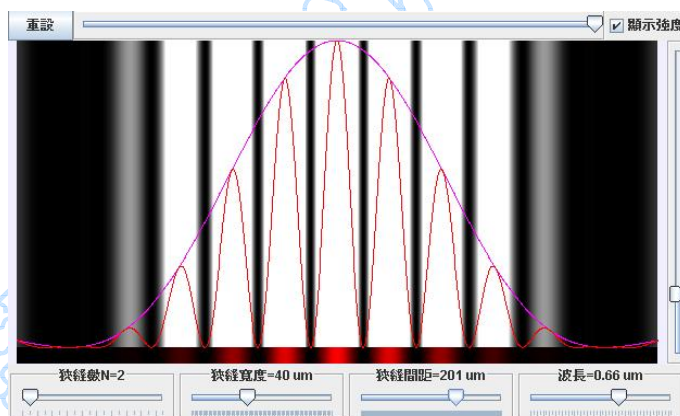 重設
顯示強度
狹縫數N=2
狹縫寬度=40 um
狹縫間距=201 um
波長=0.66 um